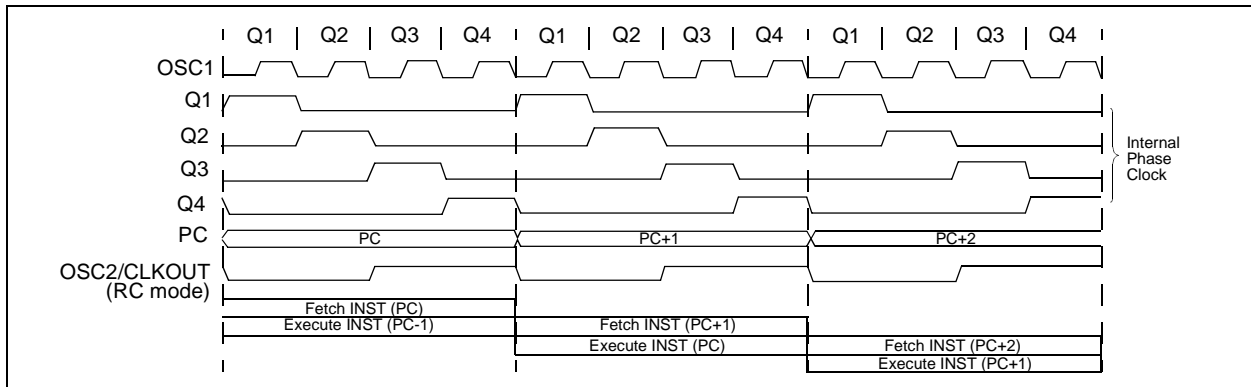 Q1 Q2 Q3 Q4 Q1 Q2 Q3 Q4 Q1 Q2 Q3 Q4
OSC1
Q1
Q2
Q3
Q4
Internal
Phase
Clock
PC PC PC+1 PC+2
OSC2/CLKOUT
(RC mode)
Fetch INST (PC)
Execute INST (PC-1) Fetch INST (PC+1)
Execute INST (PC) Fetch INST (PC+2)
Execute INST (PC+1)